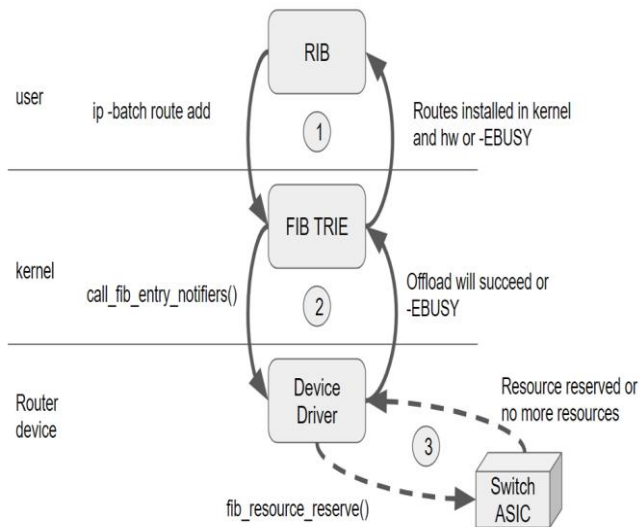 RIB
user
ip -batch route add
1
Routes installed in kernel
and hw or -EBUSY
FIB TRIE
kernel
call_fib_entry_notifiers()
2
Offload will succeed or
-EBUSY
Device
Driver
Router
device
3
Resource reserved or
no more resources
fib_resource_reserve()
Switch
ASIC